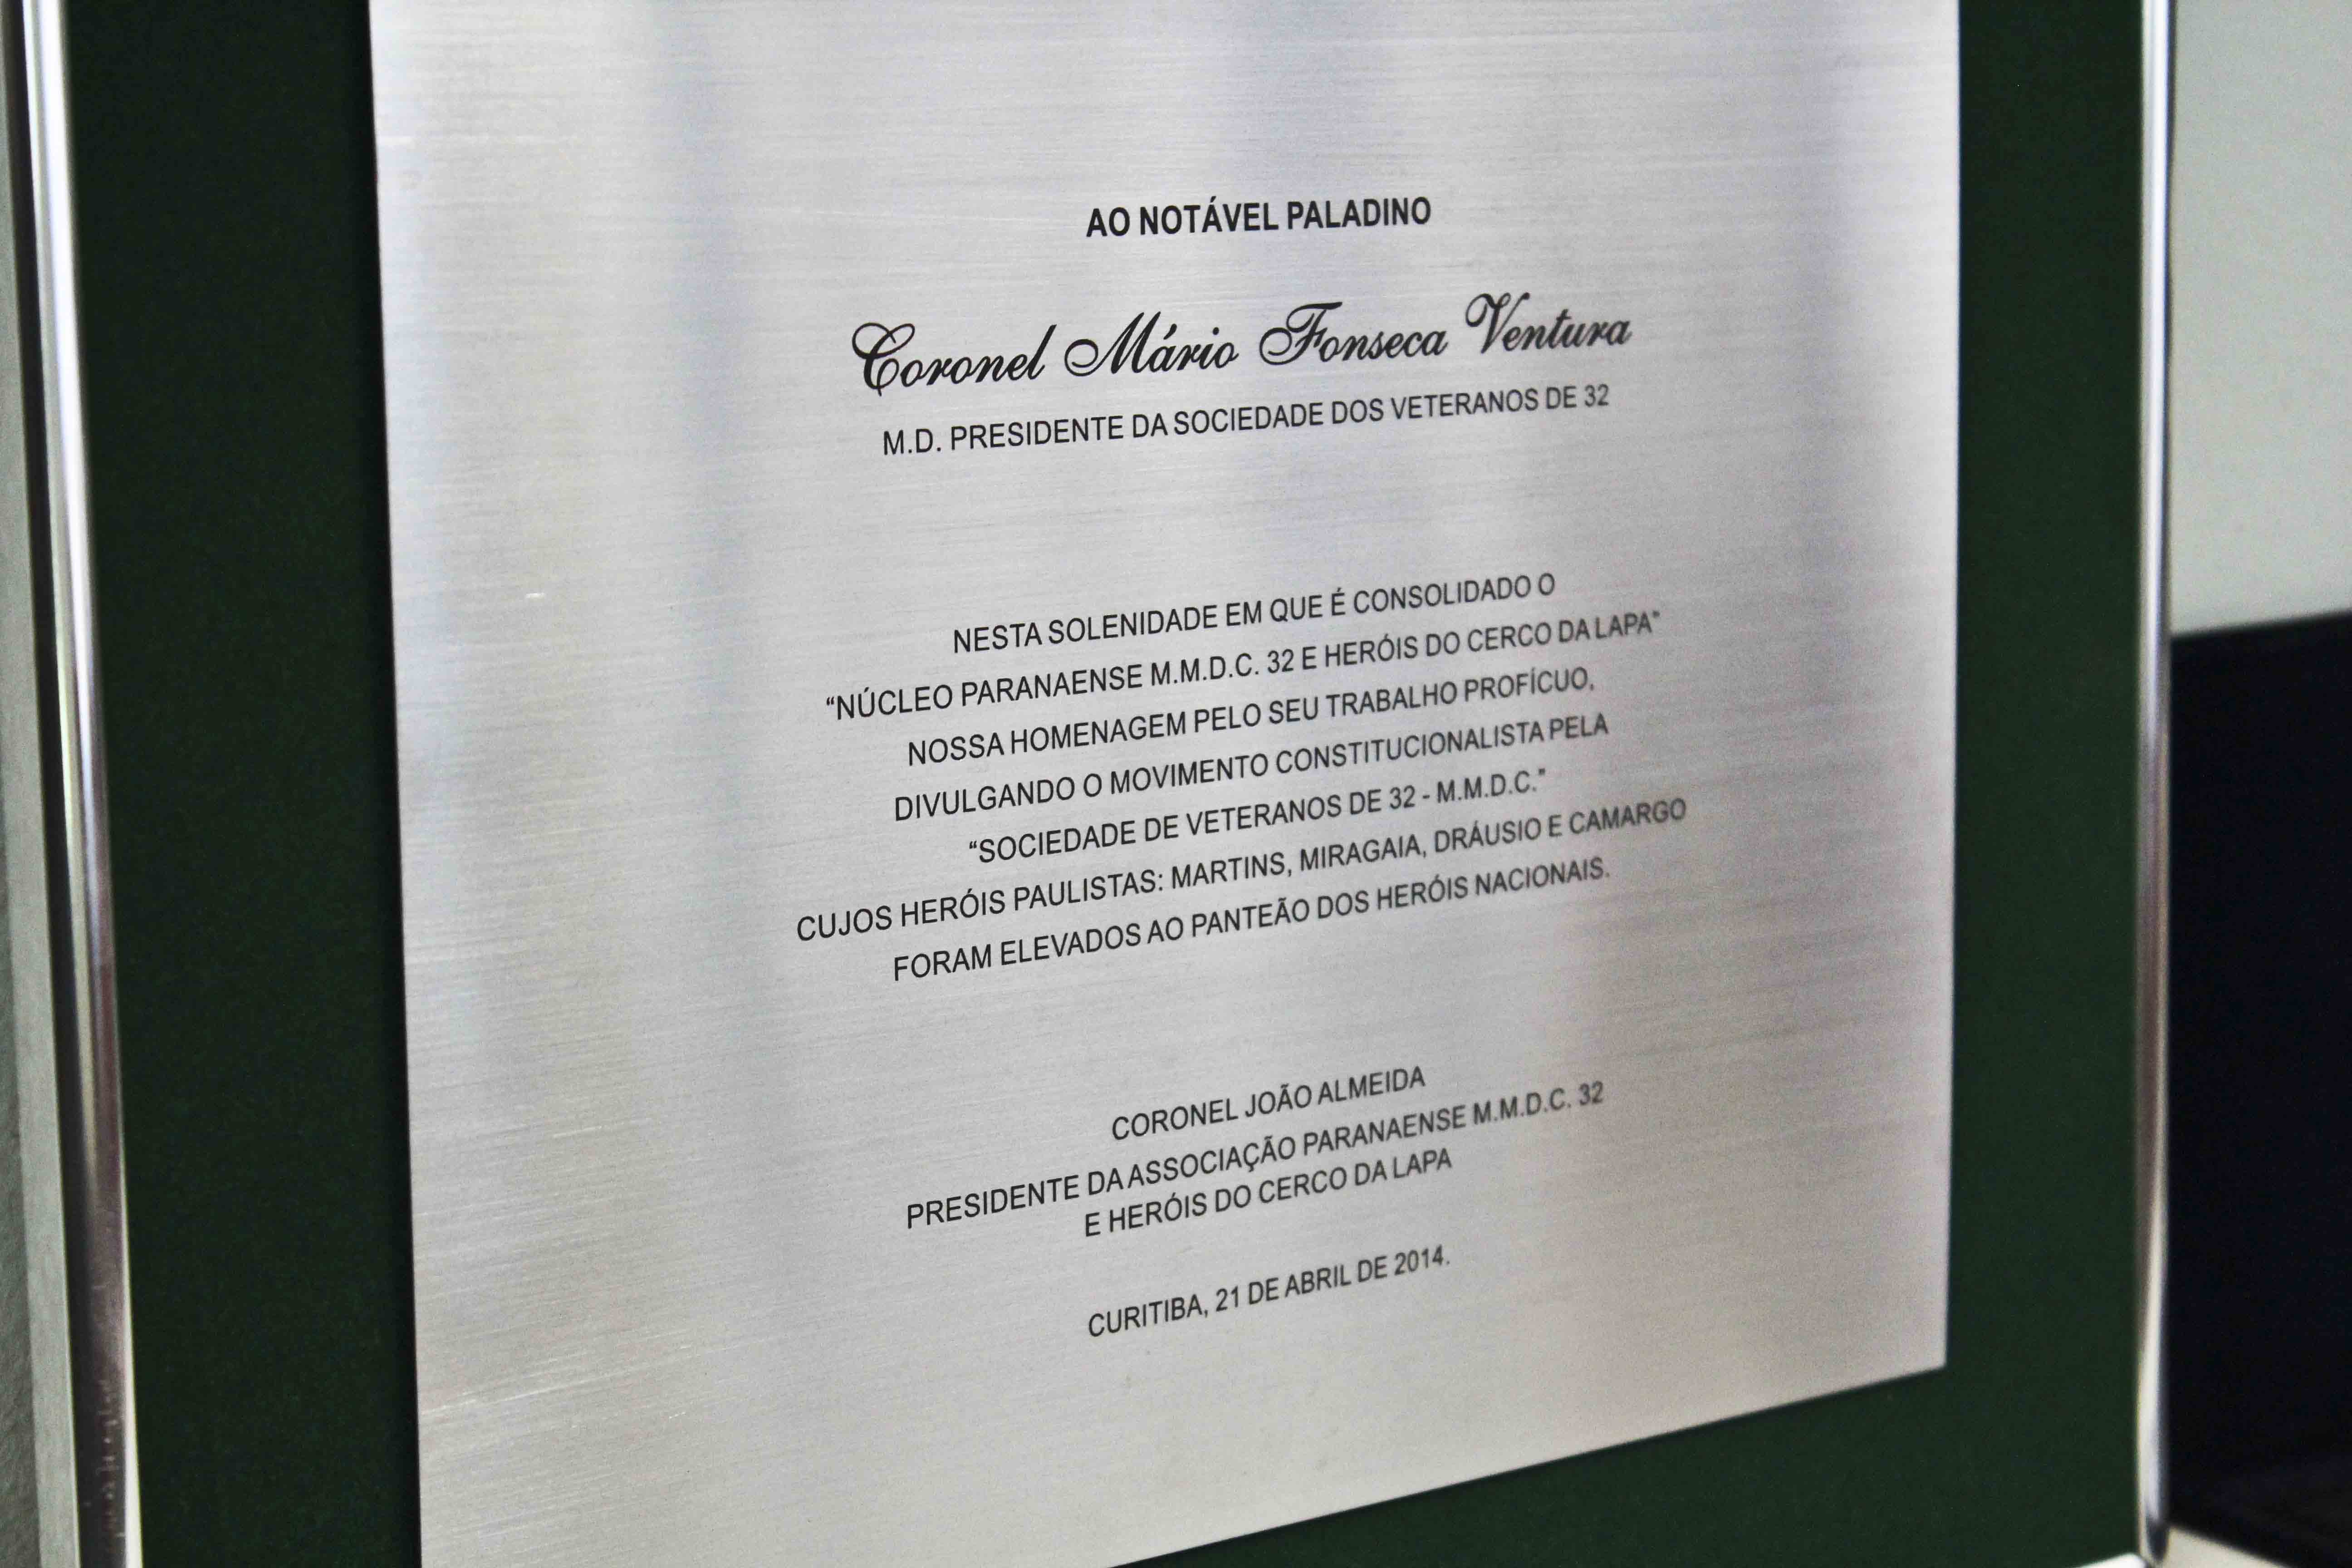 AO NOTÁVEL PALADINO
Coronel Mário Fonseca Ventura
M.D. PRESIDENTE DA SOCIEDADE DOS VETERANOS DE 32
NESTA SOLENIDADE EM QUE É CONSOLIDADO O
“NÚCLEO PARANAENSE M.M.D.C. 32 E HERÓIS DO CERCO DA LAPA”
NOSSA HOMENAGEM PELO SEU TRABALHO PROFÍCUO,
DIVULGANDO O MOVIMENTO CONSTITUCIONALISTA PELA
“SOCIEDADE DE VETERANOS DE 32 - M.M.D.C.”
CUJOS HERÓIS PAULISTAS: MARTINS, MIRAGAIA, DRÁUSIO E CAMARGO
FORAM ELEVADOS AO PANTEÃO DOS HERÓIS NACIONAIS.
CORONEL JOÃO ALMEIDA
PRESIDENTE DA ASSOCIAÇÃO PARANAENSE M.M.D.C. 32
E HERÓIS DO CERCO DA LAPA
CURITIBA, 21 DE ABRIL DE 2014.